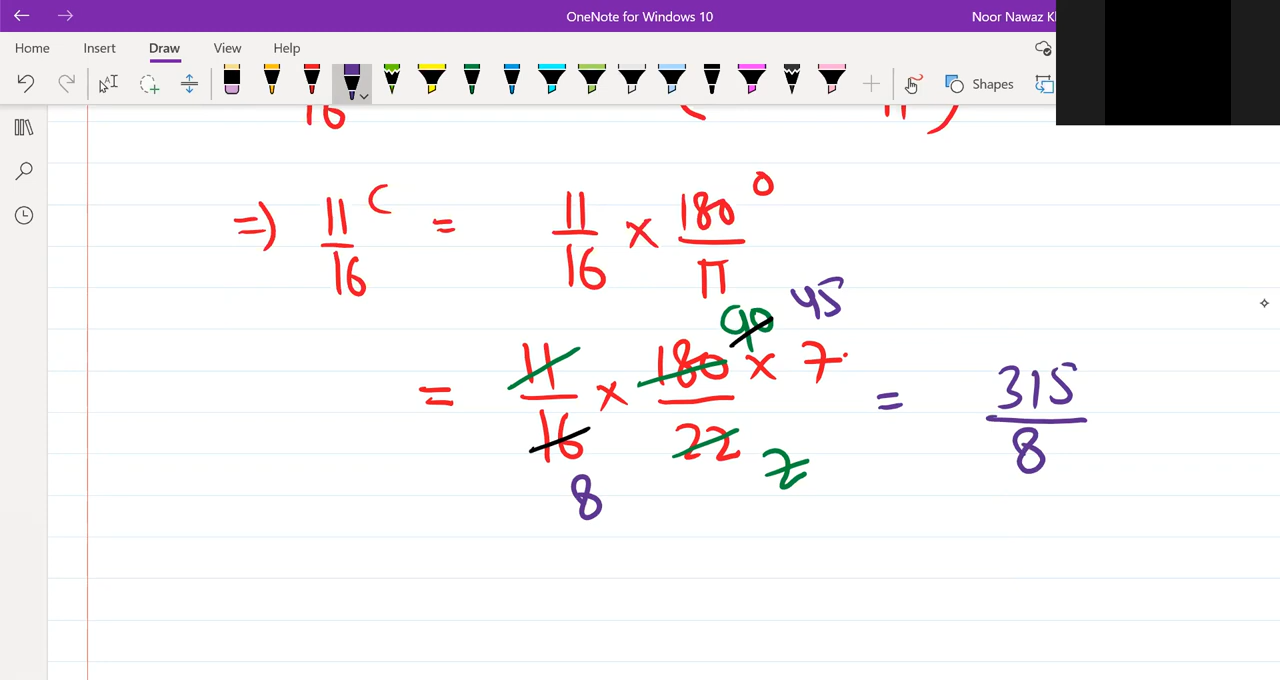 OneNote for Windows 10
Noor Nawaz Kl
Home Insert Draw View Help
Shapes
16 ( π )
=) 11/16 ᶜ = 11/16 × 180/π °
90 45
= 11/16 × 180/22 × 7 = 315/8
2
8